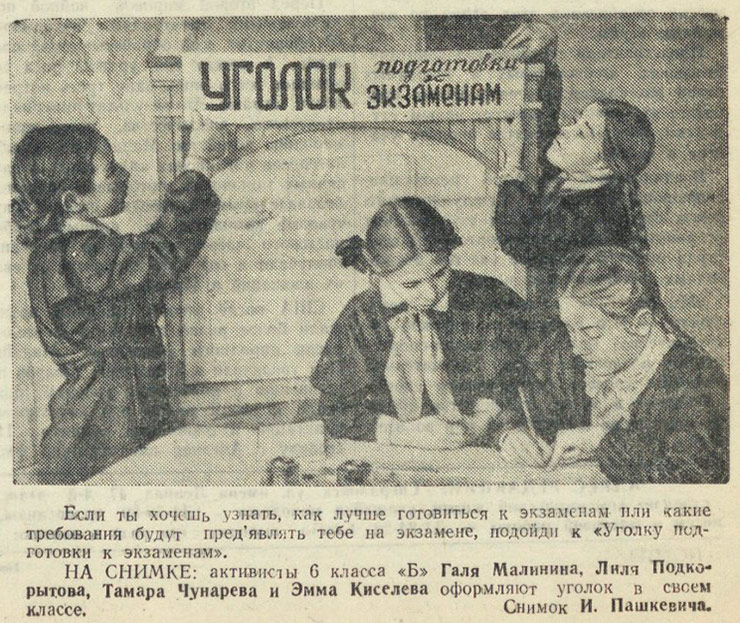 УГОЛОК подготовки
к ЭКЗАМЕНАМ
Если ты хочешь узнать, как лучше готовиться к экзаменам или какие
требования будут пред'являть тебе на экзамене, подойди к «Уголку под-
готовки к экзаменам».
НА СНИМКЕ: активисты 6 класса «Б» Галя Малинина, Лиля Подко-
рытова, Тамара Чунарева и Эмма Киселева оформляют уголок в своем
классе. Снимок И. Пашкевича.